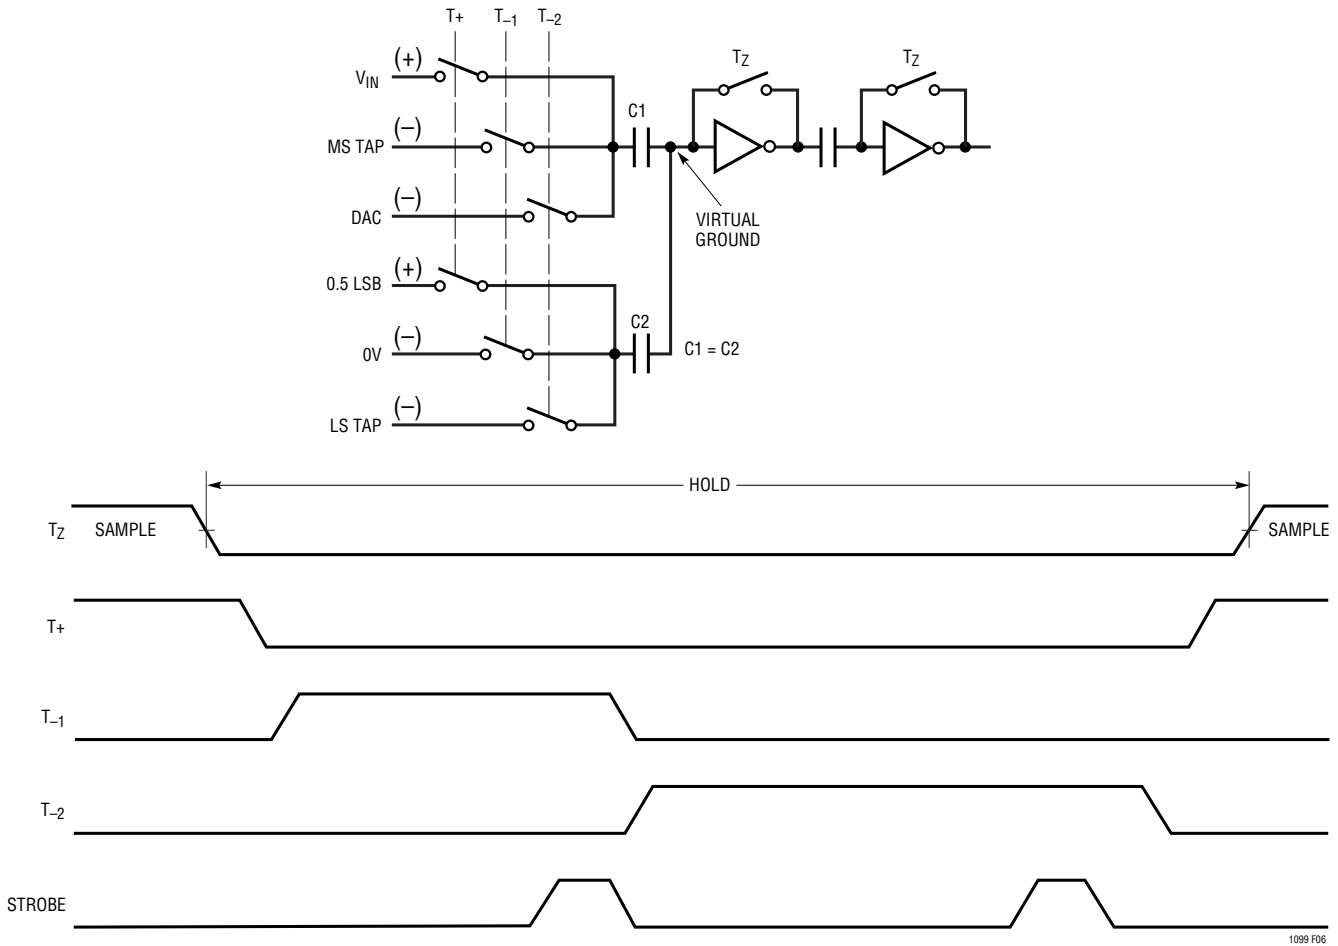 T+ T–1 T–2
VIN (+)
TZ TZ
C1
MS TAP (–)
DAC (–)
VIRTUAL
GROUND
0.5 LSB (+)
C2
0V (–)
C1 = C2
LS TAP (–)
HOLD
TZ SAMPLE SAMPLE
T+
T–1
T–2
STROBE
1099 F06